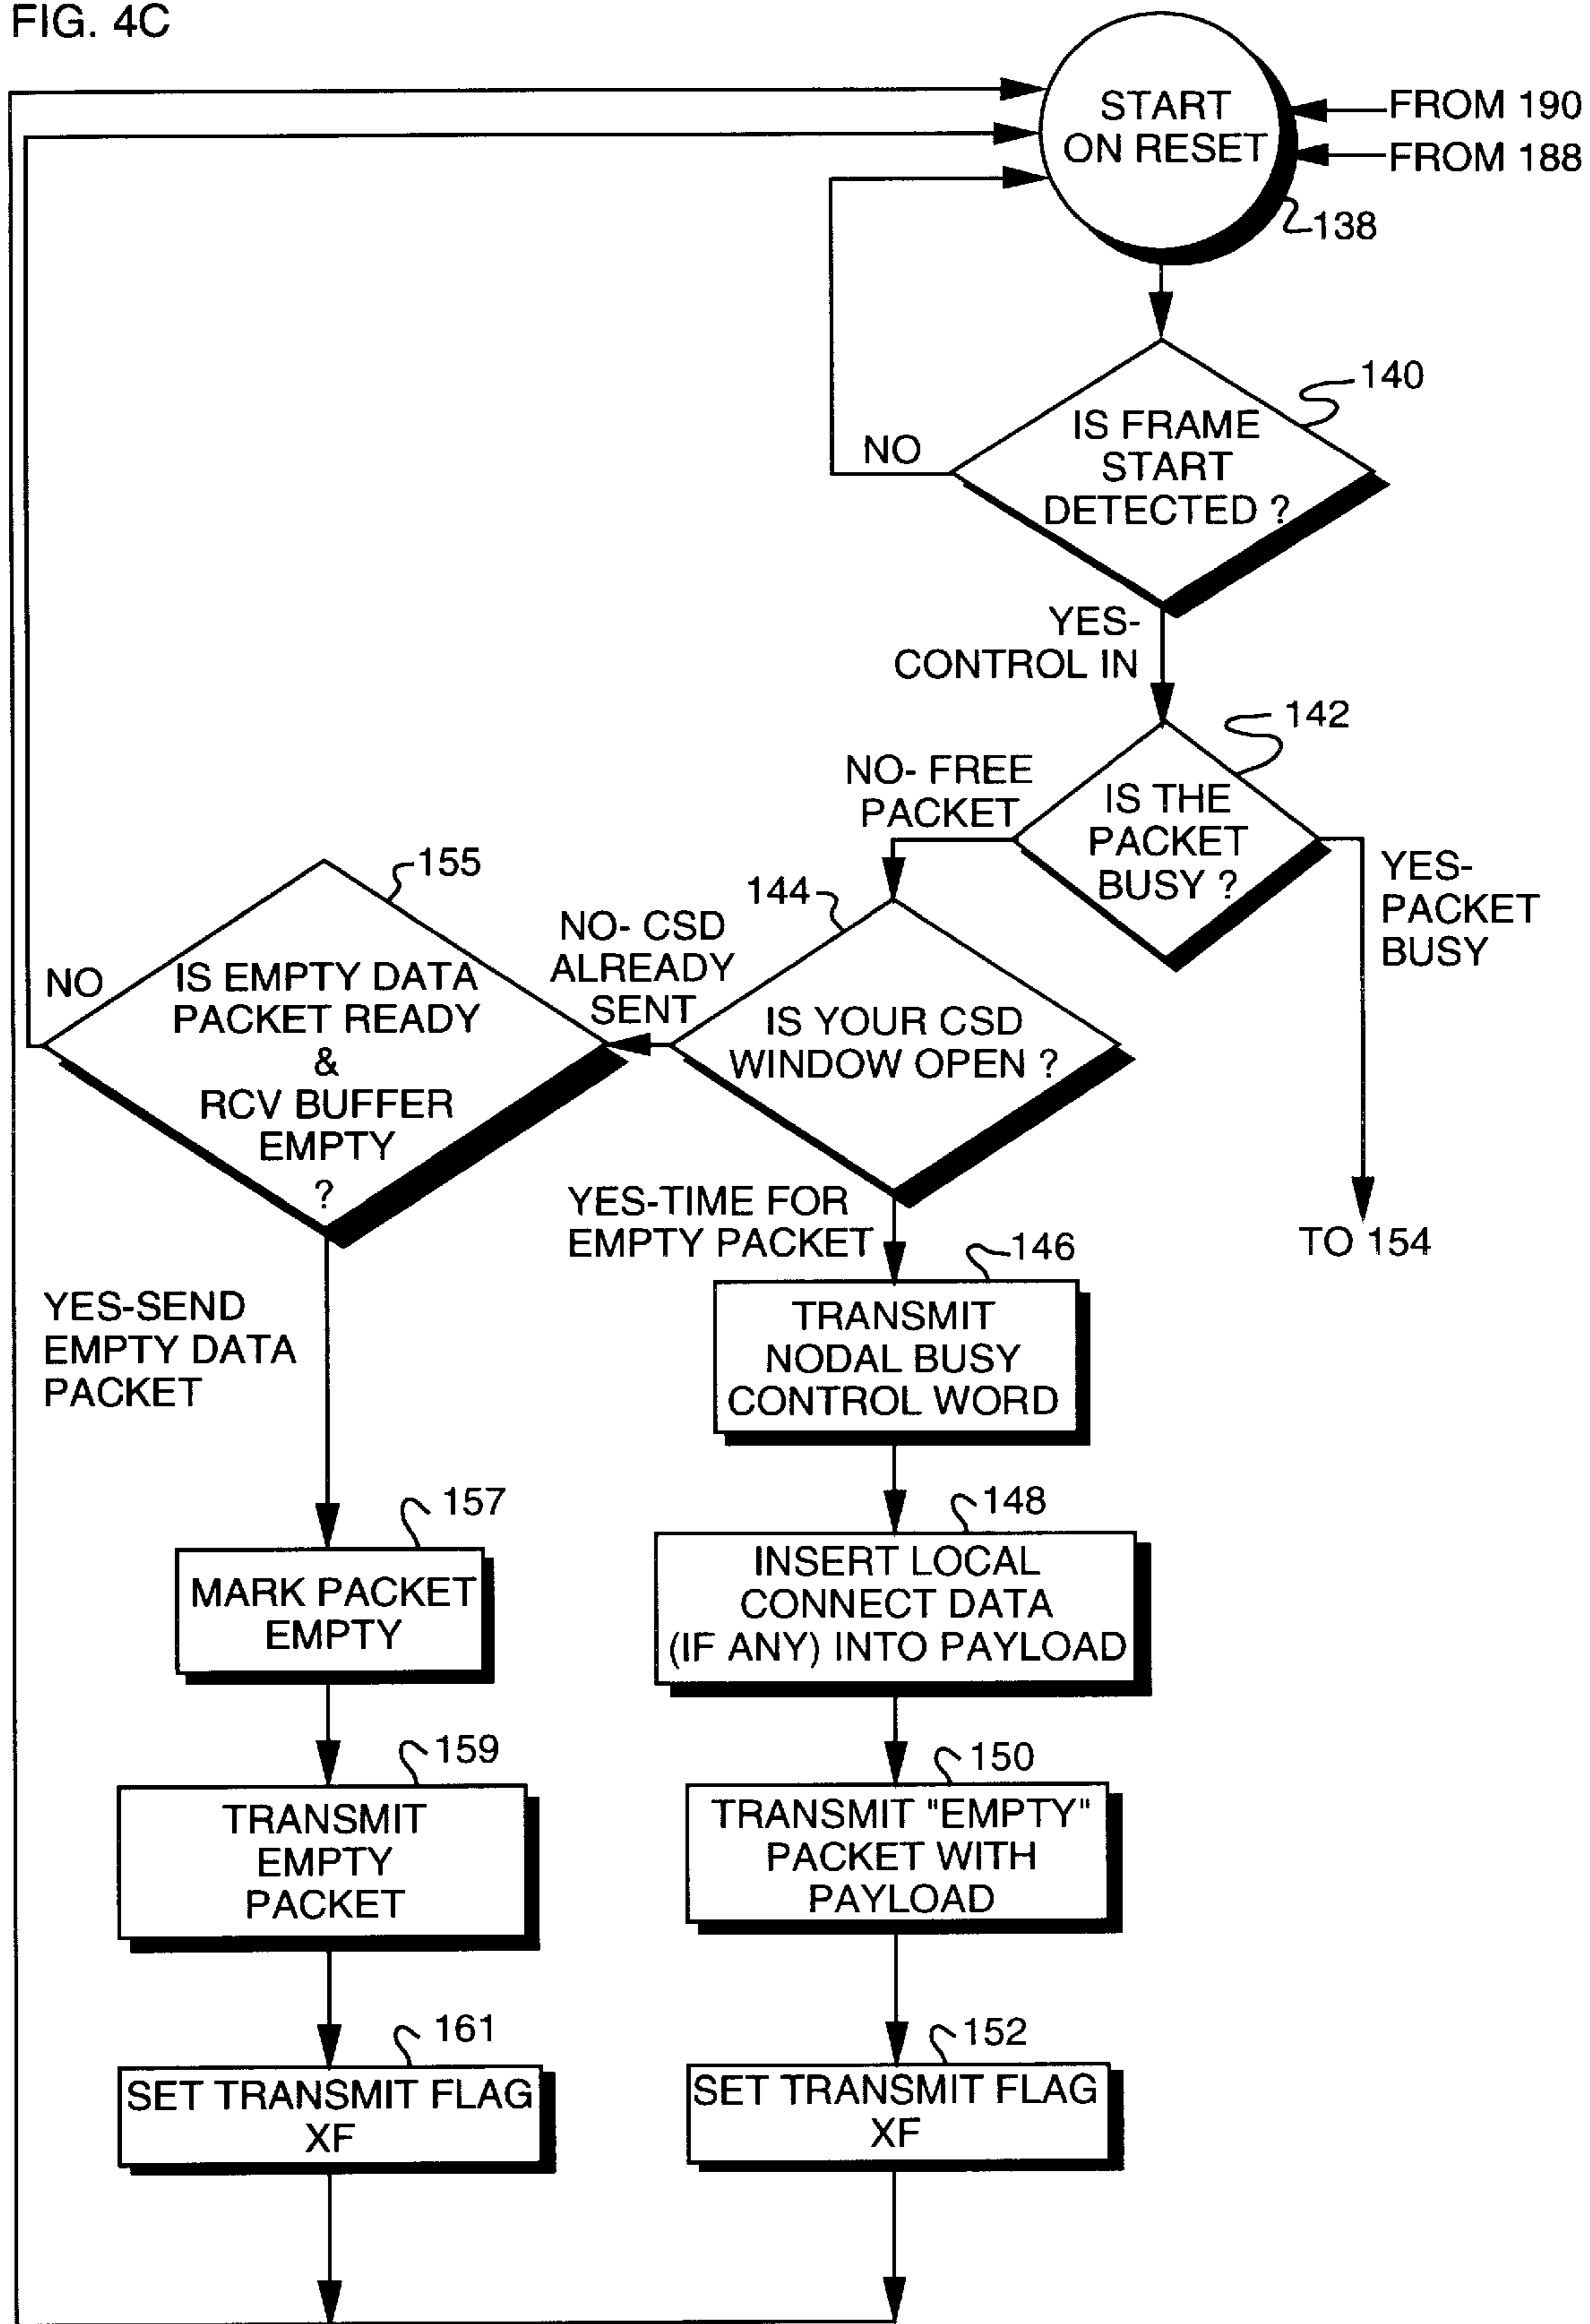 FIG. 4C
START
ON RESET
FROM 190
FROM 188
138
140
IS FRAME
START
DETECTED ?
NO
YES-
CONTROL IN
142
NO- FREE
PACKET
IS THE
PACKET
BUSY ?
YES-
PACKET
BUSY
TO 154
144
IS YOUR CSD
WINDOW OPEN ?
NO- CSD
ALREADY
SENT
155
IS EMPTY DATA
PACKET READY
&
RCV BUFFER
EMPTY
?
NO
YES-TIME FOR
EMPTY PACKET
146
TRANSMIT
NODAL BUSY
CONTROL WORD
YES-SEND
EMPTY DATA
PACKET
157
MARK PACKET
EMPTY
148
INSERT LOCAL
CONNECT DATA
(IF ANY) INTO PAYLOAD
159
TRANSMIT
EMPTY
PACKET
150
TRANSMIT "EMPTY"
PACKET WITH
PAYLOAD
161
SET TRANSMIT FLAG
XF
152
SET TRANSMIT FLAG
XF